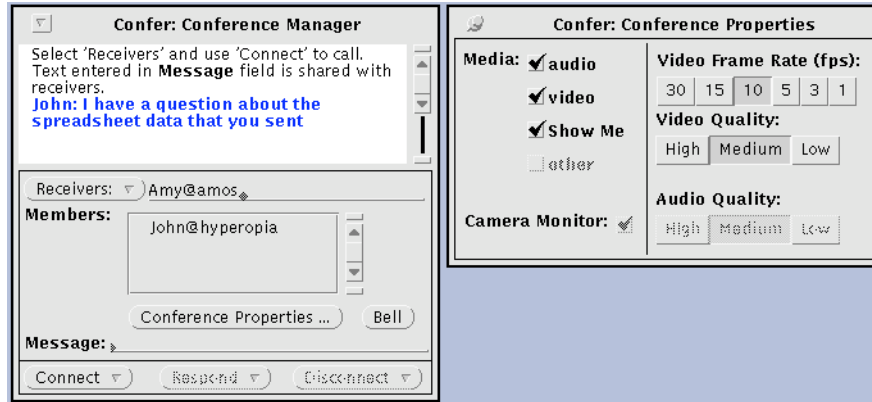 Confer: Conference Manager
Select 'Receivers' and use 'Connect' to call.
Text entered in Message field is shared with
receivers.
John: I have a question about the
spreadsheet data that you sent
Receivers: Amy@amos
Members:
John@hyperopia
Conference Properties ... Bell
Message:
Connect Respond Disconnect
Confer: Conference Properties
Media: audio
video
Show Me
other
Camera Monitor:
Video Frame Rate (fps):
30 15 10 5 3 1
Video Quality:
High Medium Low
Audio Quality:
High Medium Low